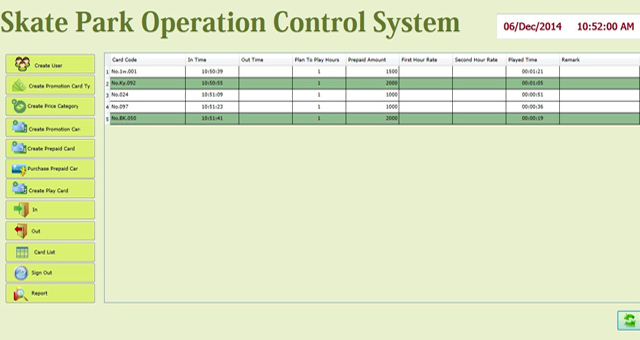 Skate Park Operation Control System
06/Dec/2014 10:52:00 AM
Create User
Create Promotion Card Ty
Create Price Category
Create Promotion Car
Create Prepaid Card
Purchase Prepaid Car
Create Play Card
In
Out
Card List
Sign Out
Report
Card Code In Time Out Time Plan To Play Hours Prepaid Amount First Hour Rate Second Hour Rate Played Time Remark
1 No.1w.001 10:50:39 1 1500 00:01:21
2 No.Ky.092 10:50:55 1 2000 00:01:05
3 No.024 10:51:09 1 1000 00:00:51
4 No.097 10:51:23 1 1000 00:00:36
5 No.BK.050 10:51:41 1 2000 00:00:19